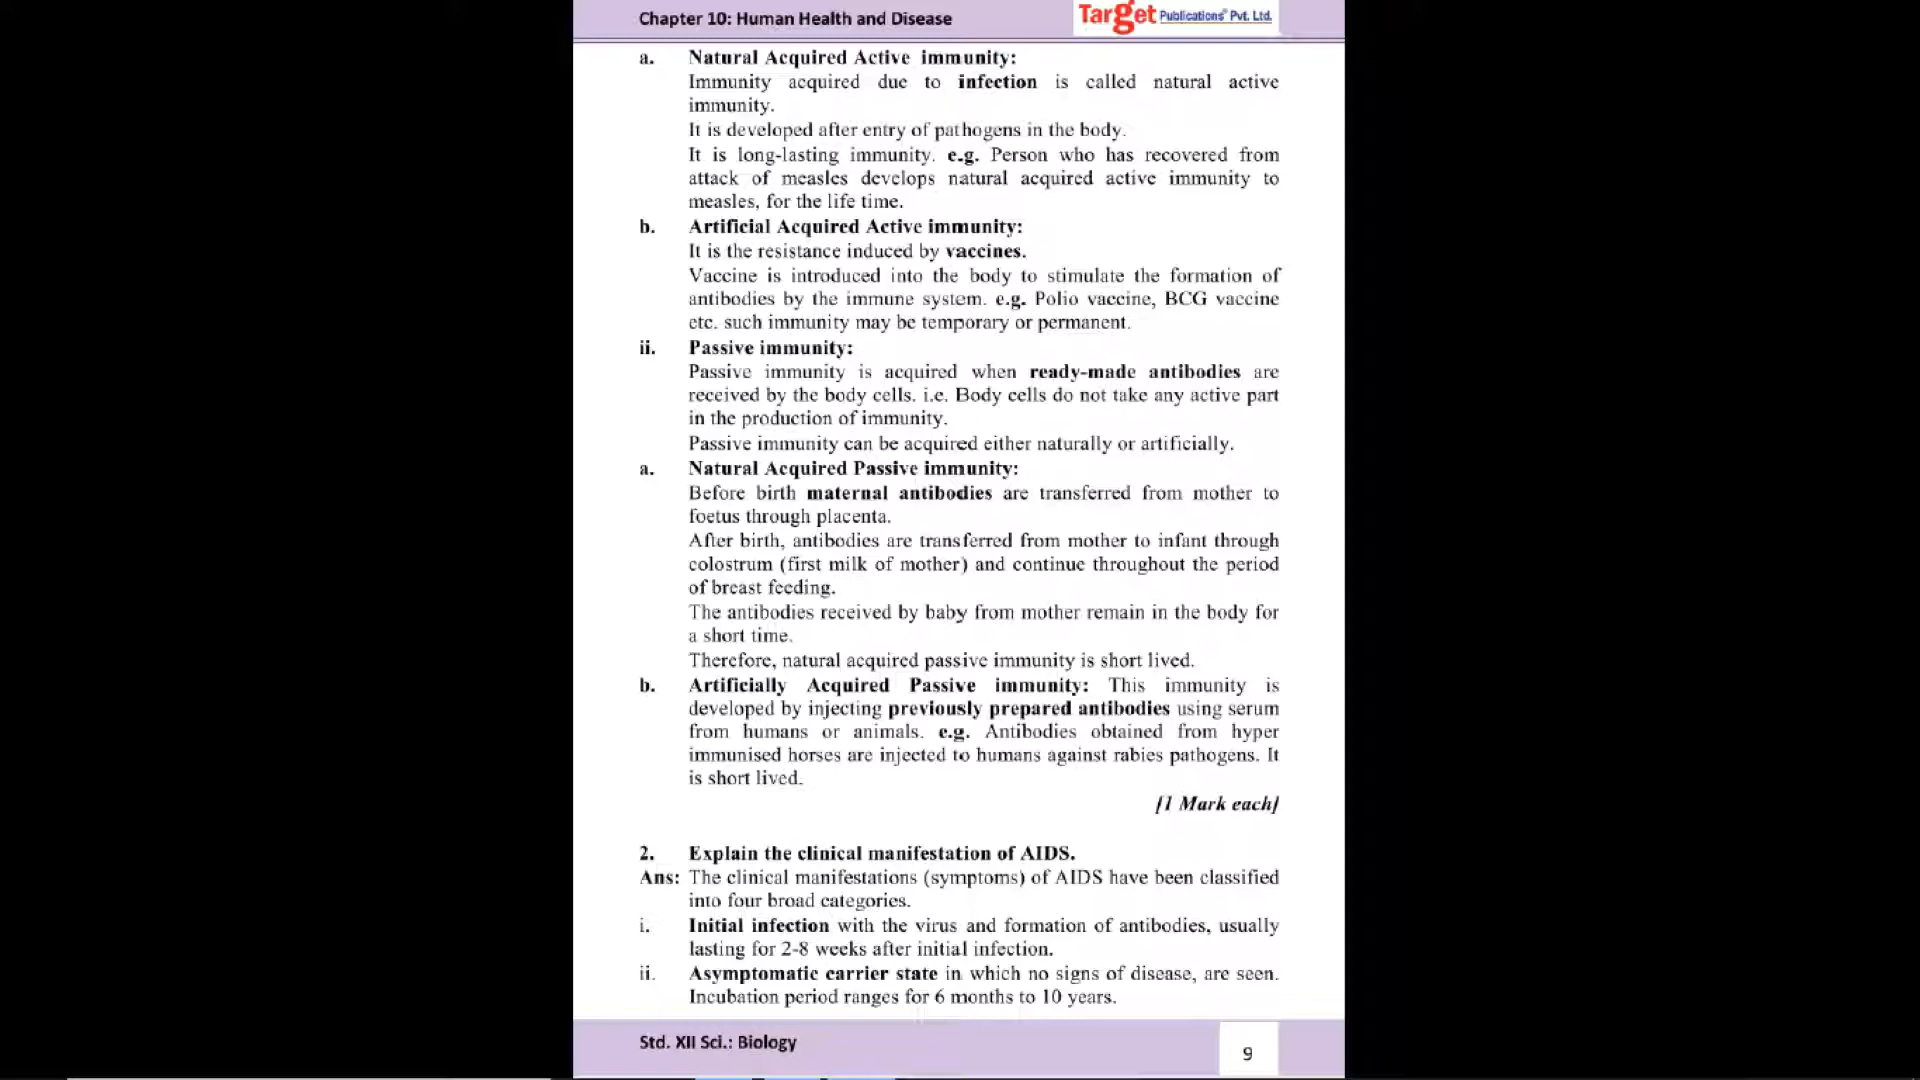 Chapter 10: Human Health and Disease
Target Publications® Pvt. Ltd.
a. Natural Acquired Active immunity:
Immunity acquired due to infection is called natural active
immunity.
It is developed after entry of pathogens in the body.
It is long-lasting immunity. e.g. Person who has recovered from
attack of measles develops natural acquired active immunity to
measles, for the life time.
b. Artificial Acquired Active immunity:
It is the resistance induced by vaccines.
Vaccine is introduced into the body to stimulate the formation of
antibodies by the immune system. e.g. Polio vaccine, BCG vaccine
etc. such immunity may be temporary or permanent.
ii. Passive immunity:
Passive immunity is acquired when ready-made antibodies are
received by the body cells. i.e. Body cells do not take any active part
in the production of immunity.
Passive immunity can be acquired either naturally or artificially.
a. Natural Acquired Passive immunity:
Before birth maternal antibodies are transferred from mother to
foetus through placenta.
After birth, antibodies are transferred from mother to infant through
colostrum (first milk of mother) and continue throughout the period
of breast feeding.
The antibodies received by baby from mother remain in the body for
a short time.
Therefore, natural acquired passive immunity is short lived.
b. Artificially Acquired Passive immunity: This immunity is
developed by injecting previously prepared antibodies using serum
from humans or animals. e.g. Antibodies obtained from hyper
immunised horses are injected to humans against rabies pathogens. It
is short lived.
[1 Mark each]
2. Explain the clinical manifestation of AIDS.
Ans: The clinical manifestations (symptoms) of AIDS have been classified
into four broad categories.
i. Initial infection with the virus and formation of antibodies, usually
lasting for 2-8 weeks after initial infection.
ii. Asymptomatic carrier state in which no signs of disease, are seen.
Incubation period ranges for 6 months to 10 years.
Std. XII Sci.: Biology
9